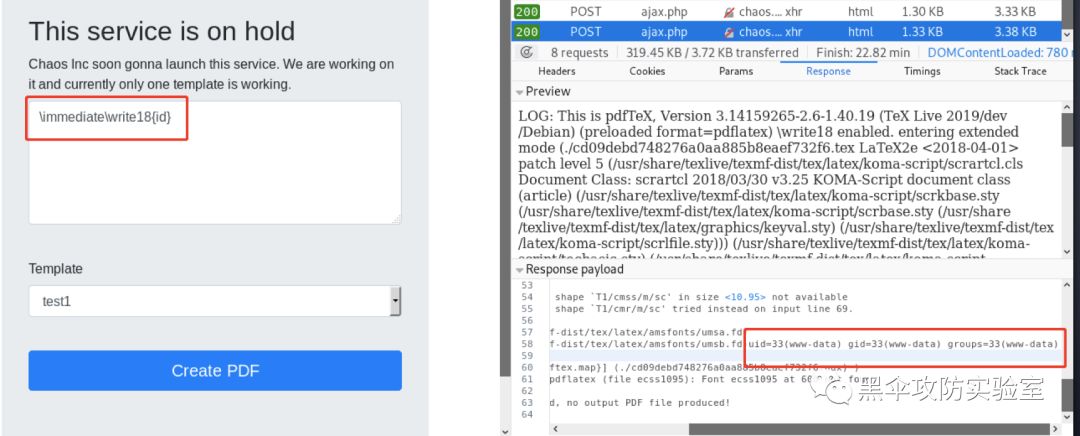 This service is on hold
Chaos Inc soon gonna launch this service. We are working on
it and currently only one template is working.
\immediate\write18{id}
Template
test1
Create PDF
200 POST ajax.php chaos.... xhr html 1.30 KB 3.33 KB
200 POST ajax.php chaos.... xhr html 1.33 KB 3.38 KB
8 requests 319.45 KB / 3.72 KB transferred Finish: 22.82 min DOMContentLoaded: 780
Headers Cookies Params Response Timings Stack Trace
Preview
LOG: This is pdfTeX, Version 3.14159265-2.6-1.40.19 (TeX Live 2019/dev
/Debian) (preloaded format=pdflatex) \write18 enabled. entering extended
mode (./cd09debd748276a0aa885b8eaef732f6.tex LaTeX2e <2018-04-01>
patch level 5 (/usr/share/texlive/texmf-dist/tex/latex/koma-script/scrartcl.cls
Document Class: scrartcl 2018/03/30 v3.25 KOMA-Script document class
(article) (/usr/share/texlive/texmf-dist/tex/latex/koma-script/scrkbase.sty
(/usr/share/texlive/texmf-dist/tex/latex/koma-script/scrbase.sty (/usr/share
/texlive/texmf-dist/tex/latex/graphics/keyval.sty) (/usr/share/texlive/texmf-dist/tex
/latex/koma-script/scrlfile.sty))) (/usr/share/texlive/texmf-dist/tex/latex/koma-
Response payload
53
54 shape `T1/cmss/m/sc' in size <10.95> not available
55 shape `T1/cmr/m/sc' tried instead on input line 69.
56
57 f-dist/tex/latex/amsfonts/umsa.fd
58 f-dist/tex/latex/amsfonts/umsb.fd uid=33(www-data) gid=33(www-data) groups=33(www-data)
59
60 ftex.map}] (./cd09debd748276a0aa885b8eaef732f6.aux) )
61 pdflatex (file ecss1095): Font ecss1095 at
62
63 d, no output PDF file produced!
64
黑伞攻防实验室